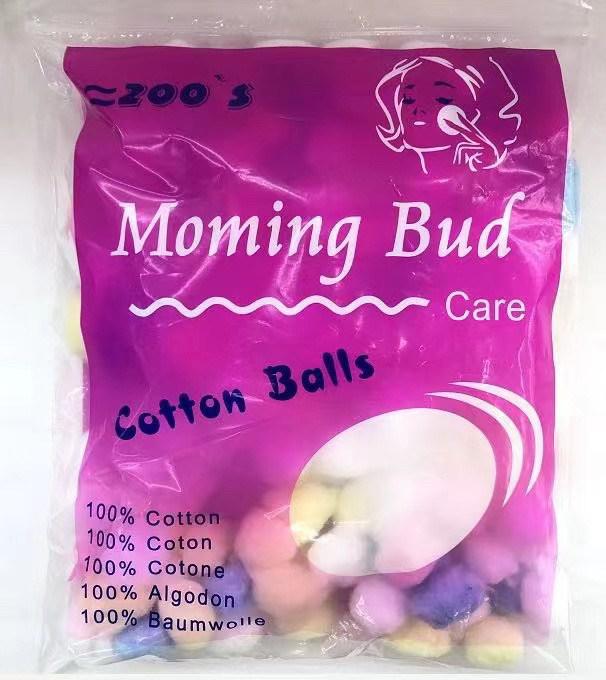 ≈200`s
Moming Bud
Care
Cotton Balls
100% Cotton
100% Coton
100% Cotone
100% Algodon
100% Baumwolle